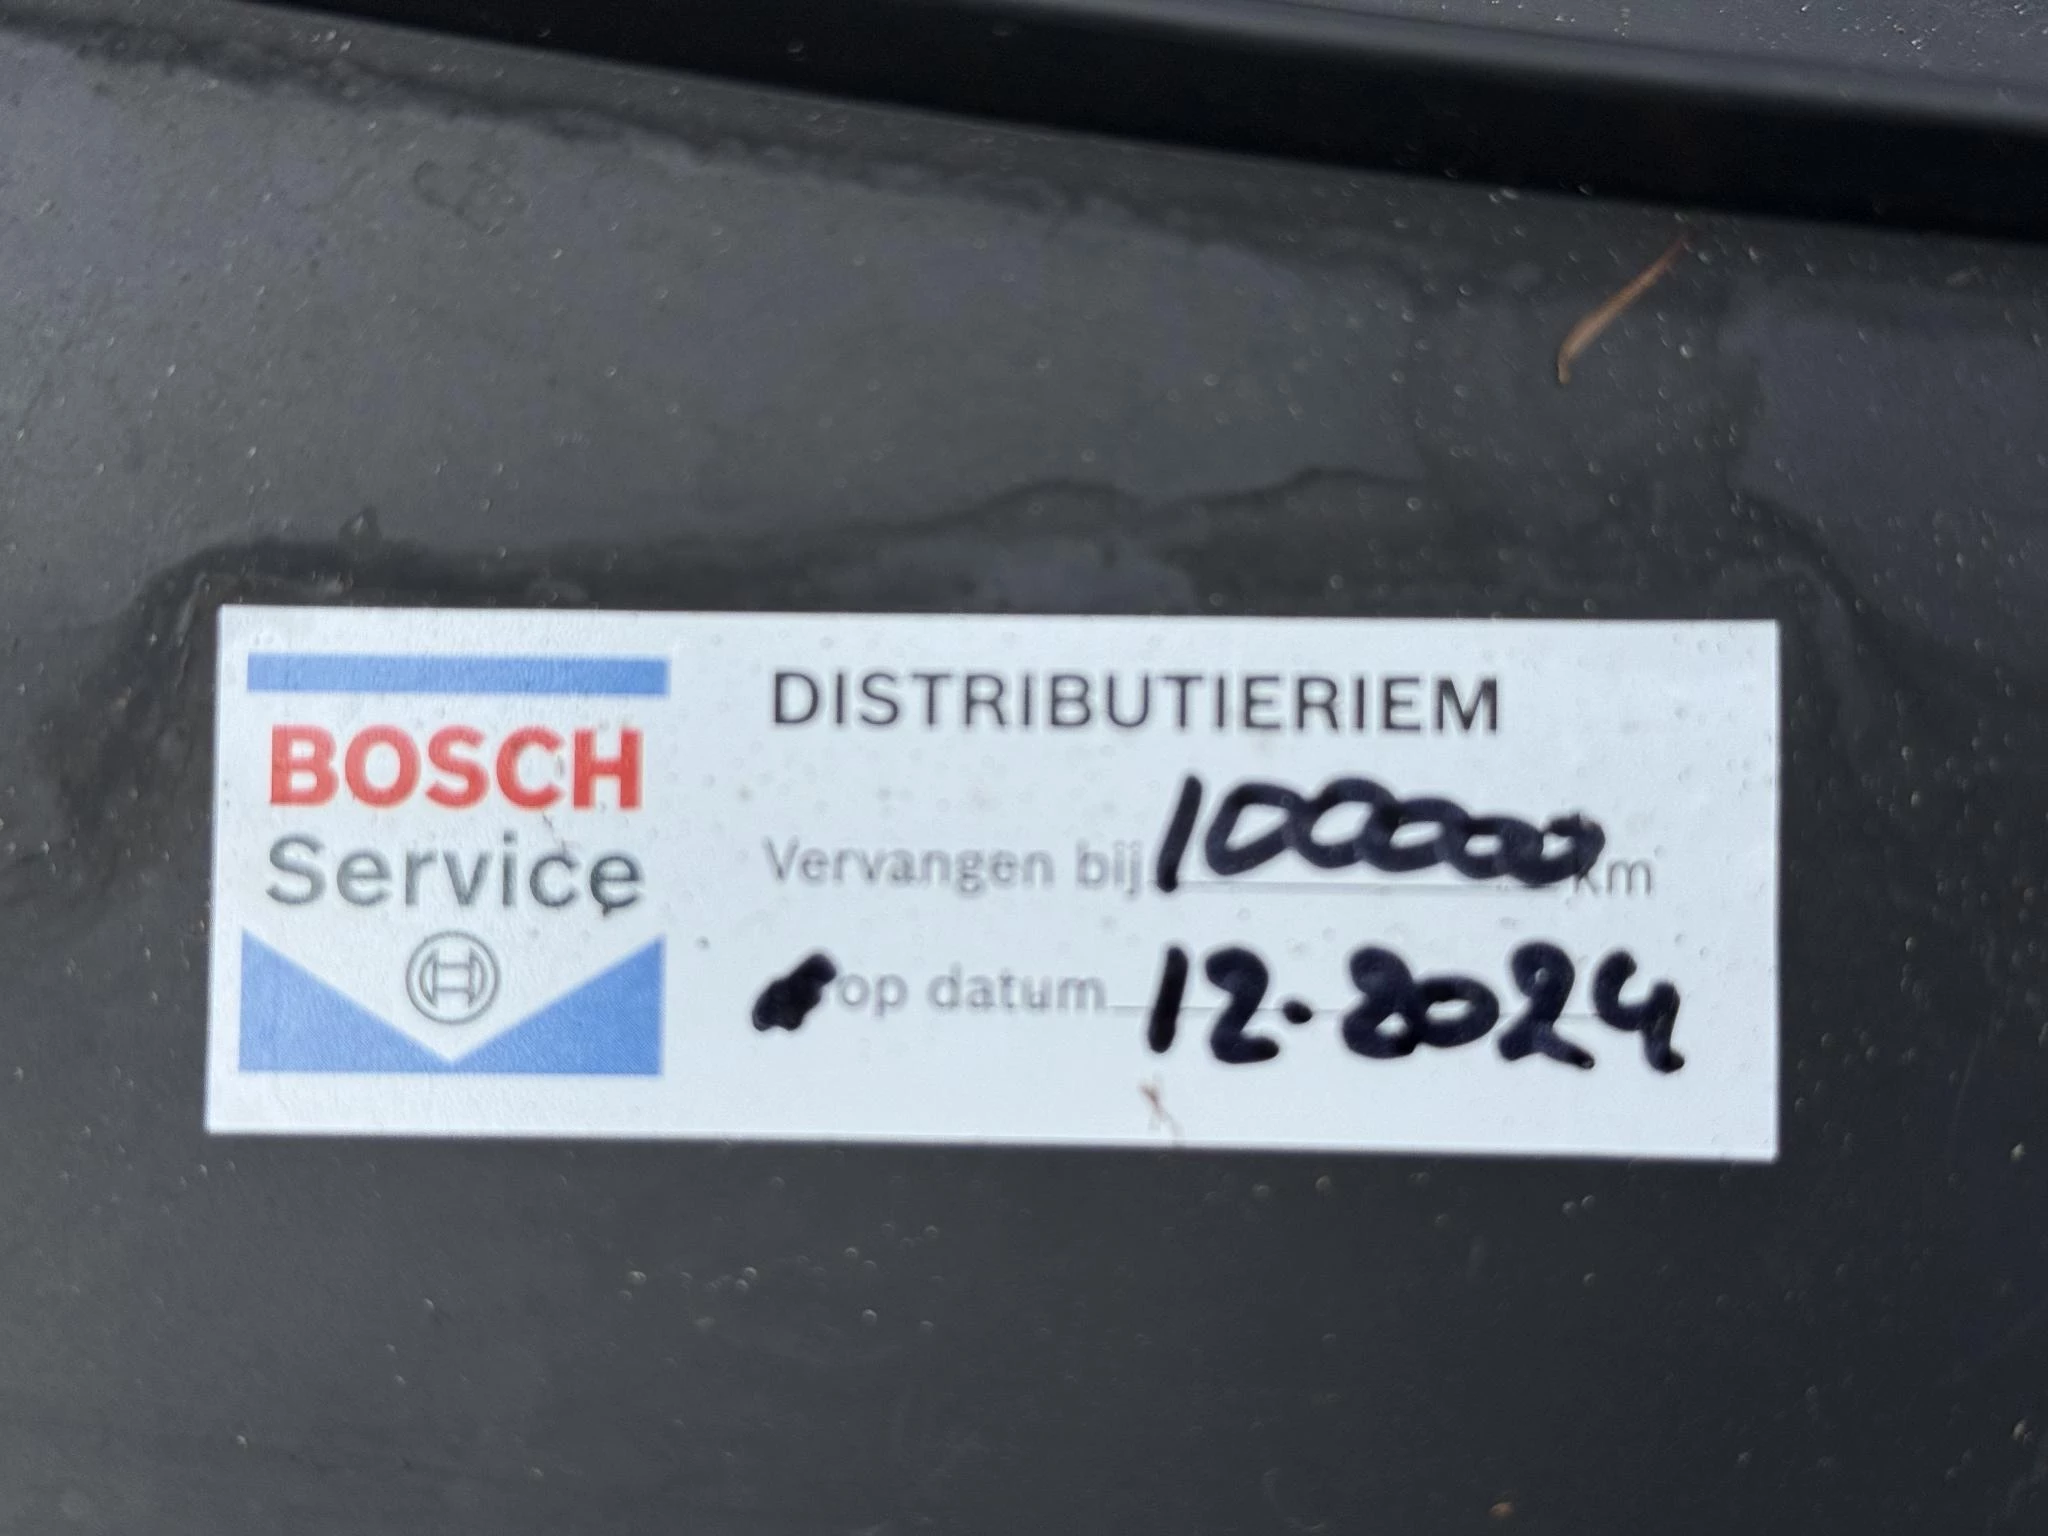 BOSCH
Service
DISTRIBUTIERIEM
Vervangen bij 100000 km
op datum 12.2024